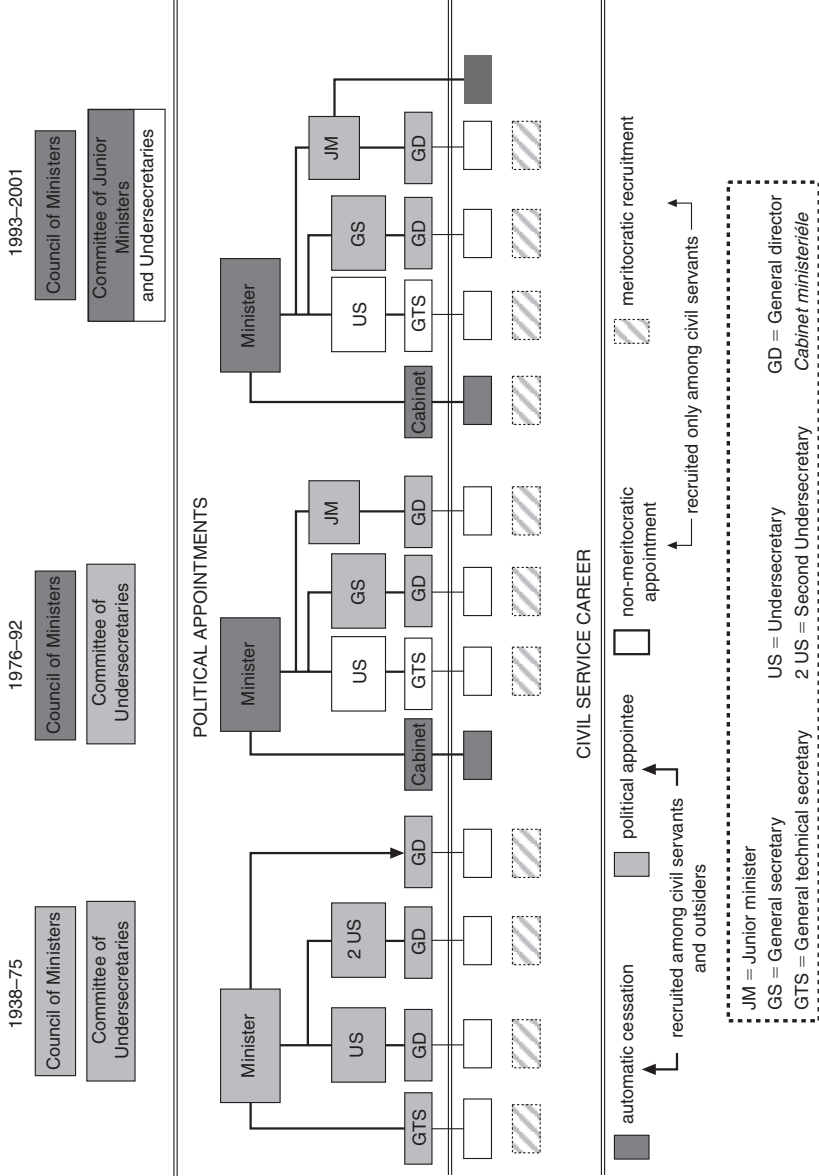 1938–75
1976–92
1993–2001
Council of Ministers
Council of Ministers
Council of Ministers
Committee of
Undersecretaries
Committee of
Undersecretaries
Committee of Junior
Ministers
and Undersecretaries
POLITICAL APPOINTMENTS
Minister
US
2 US
GTS
GD
GD
GD
Minister
US
GS
JM
Cabinet
GTS
GD
GD
Minister
US
GS
JM
Cabinet
GTS
GD
GD
CIVIL SERVICE CAREER
automatic cessation
political appointee
non-meritocratic
appointment
meritocratic recruitment
recruited among civil servants
and outsiders
recruited only among civil servants
JM = Junior minister
GS = General secretary
GTS = General technical secretary
US = Undersecretary
2 US = Second Undersecretary
GD = General director
Cabinet ministeriéle